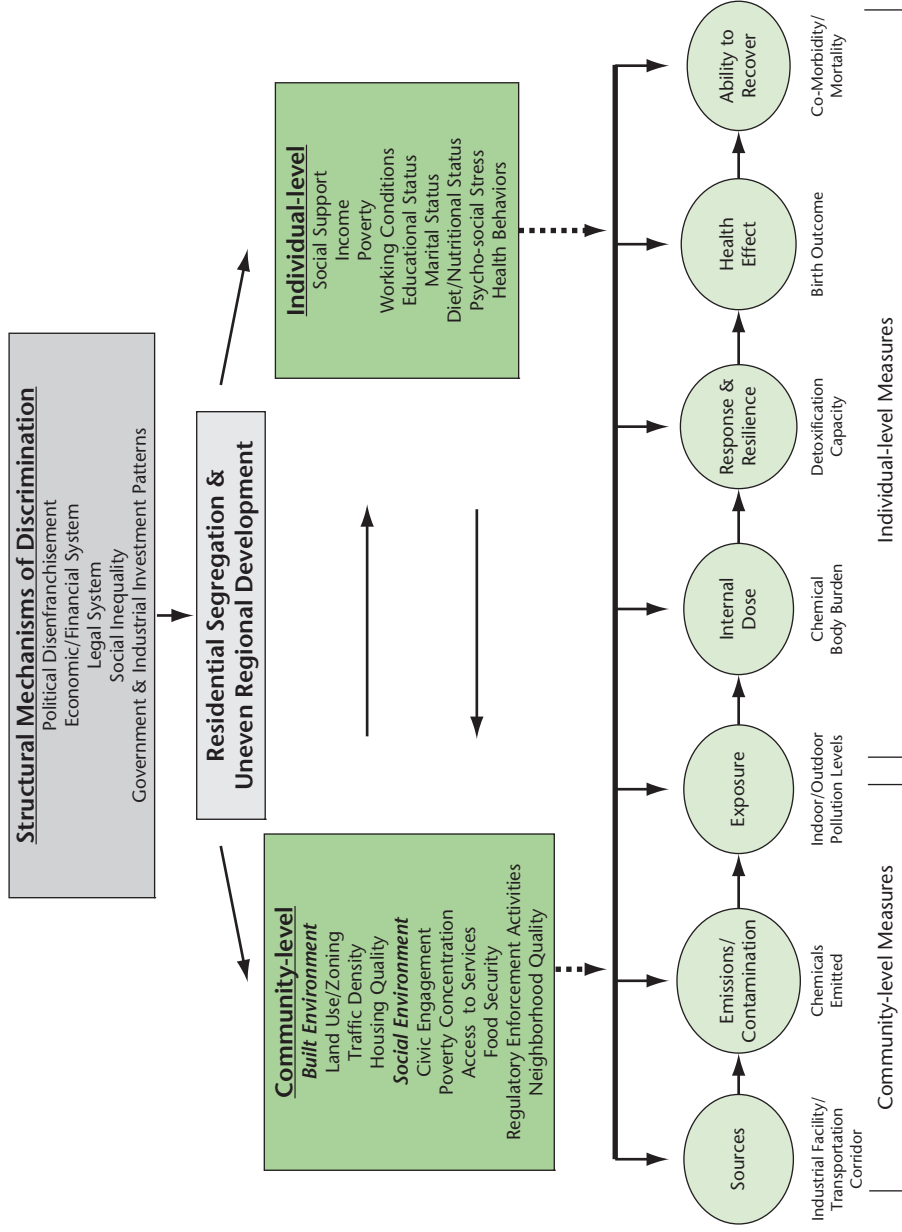 Structural Mechanisms of Discrimination
Political Disenfranchisement
Economic/Financial System
Legal System
Social Inequality
Government & Industrial Investment Patterns
Residential Segregation &
Uneven Regional Development
Community-level
Built Environment
Land Use/Zoning
Traffic Density
Housing Quality
Social Environment
Civic Engagement
Poverty Concentration
Access to Services
Food Security
Regulatory Enforcement Activities
Neighborhood Quality
Individual-level
Social Support
Income
Poverty
Working Conditions
Educational Status
Marital Status
Diet/Nutritional Status
Psycho-social Stress
Health Behaviors
Sources
Emissions/
Contamination
Exposure
Internal
Dose
Response &
Resilience
Health
Effect
Ability to
Recover
Industrial Facility/
Transportation
Corridor
Chemicals
Emitted
Indoor/Outdoor
Pollution Levels
Chemical
Body Burden
Detoxification
Capacity
Birth Outcome
Co-Morbidity/
Mortality
Community-level Measures
Individual-level Measures